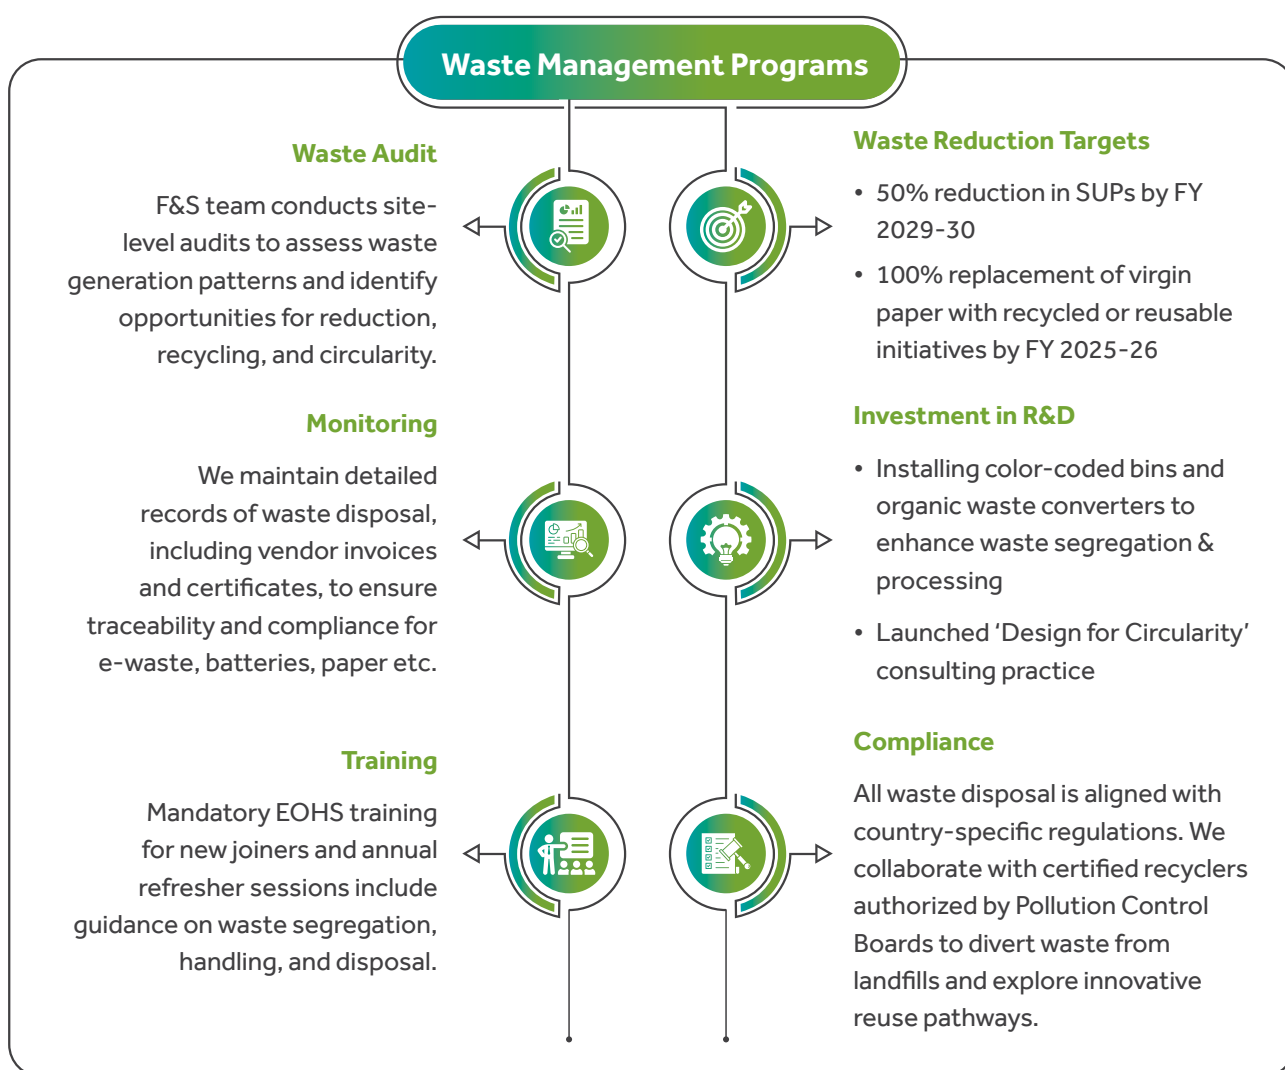 Waste Management Programs
Waste Audit
F&S team conducts site-
level audits to assess waste
generation patterns and identify
opportunities for reduction,
recycling, and circularity.
Monitoring
We maintain detailed
records of waste disposal,
including vendor invoices
and certificates, to ensure
traceability and compliance for
e-waste, batteries, paper etc.
Training
Mandatory EOHS training
for new joiners and annual
refresher sessions include
guidance on waste segregation,
handling, and disposal.
Waste Reduction Targets
• 50% reduction in SUPs by FY
2029-30
• 100% replacement of virgin
paper with recycled or reusable
initiatives by FY 2025-26
Investment in R&D
• Installing color-coded bins and
organic waste converters to
enhance waste segregation &
processing
• Launched ‘Design for Circularity’
consulting practice
Compliance
All waste disposal is aligned with
country-specific regulations. We
collaborate with certified recyclers
authorized by Pollution Control
Boards to divert waste from
landfills and explore innovative
reuse pathways.